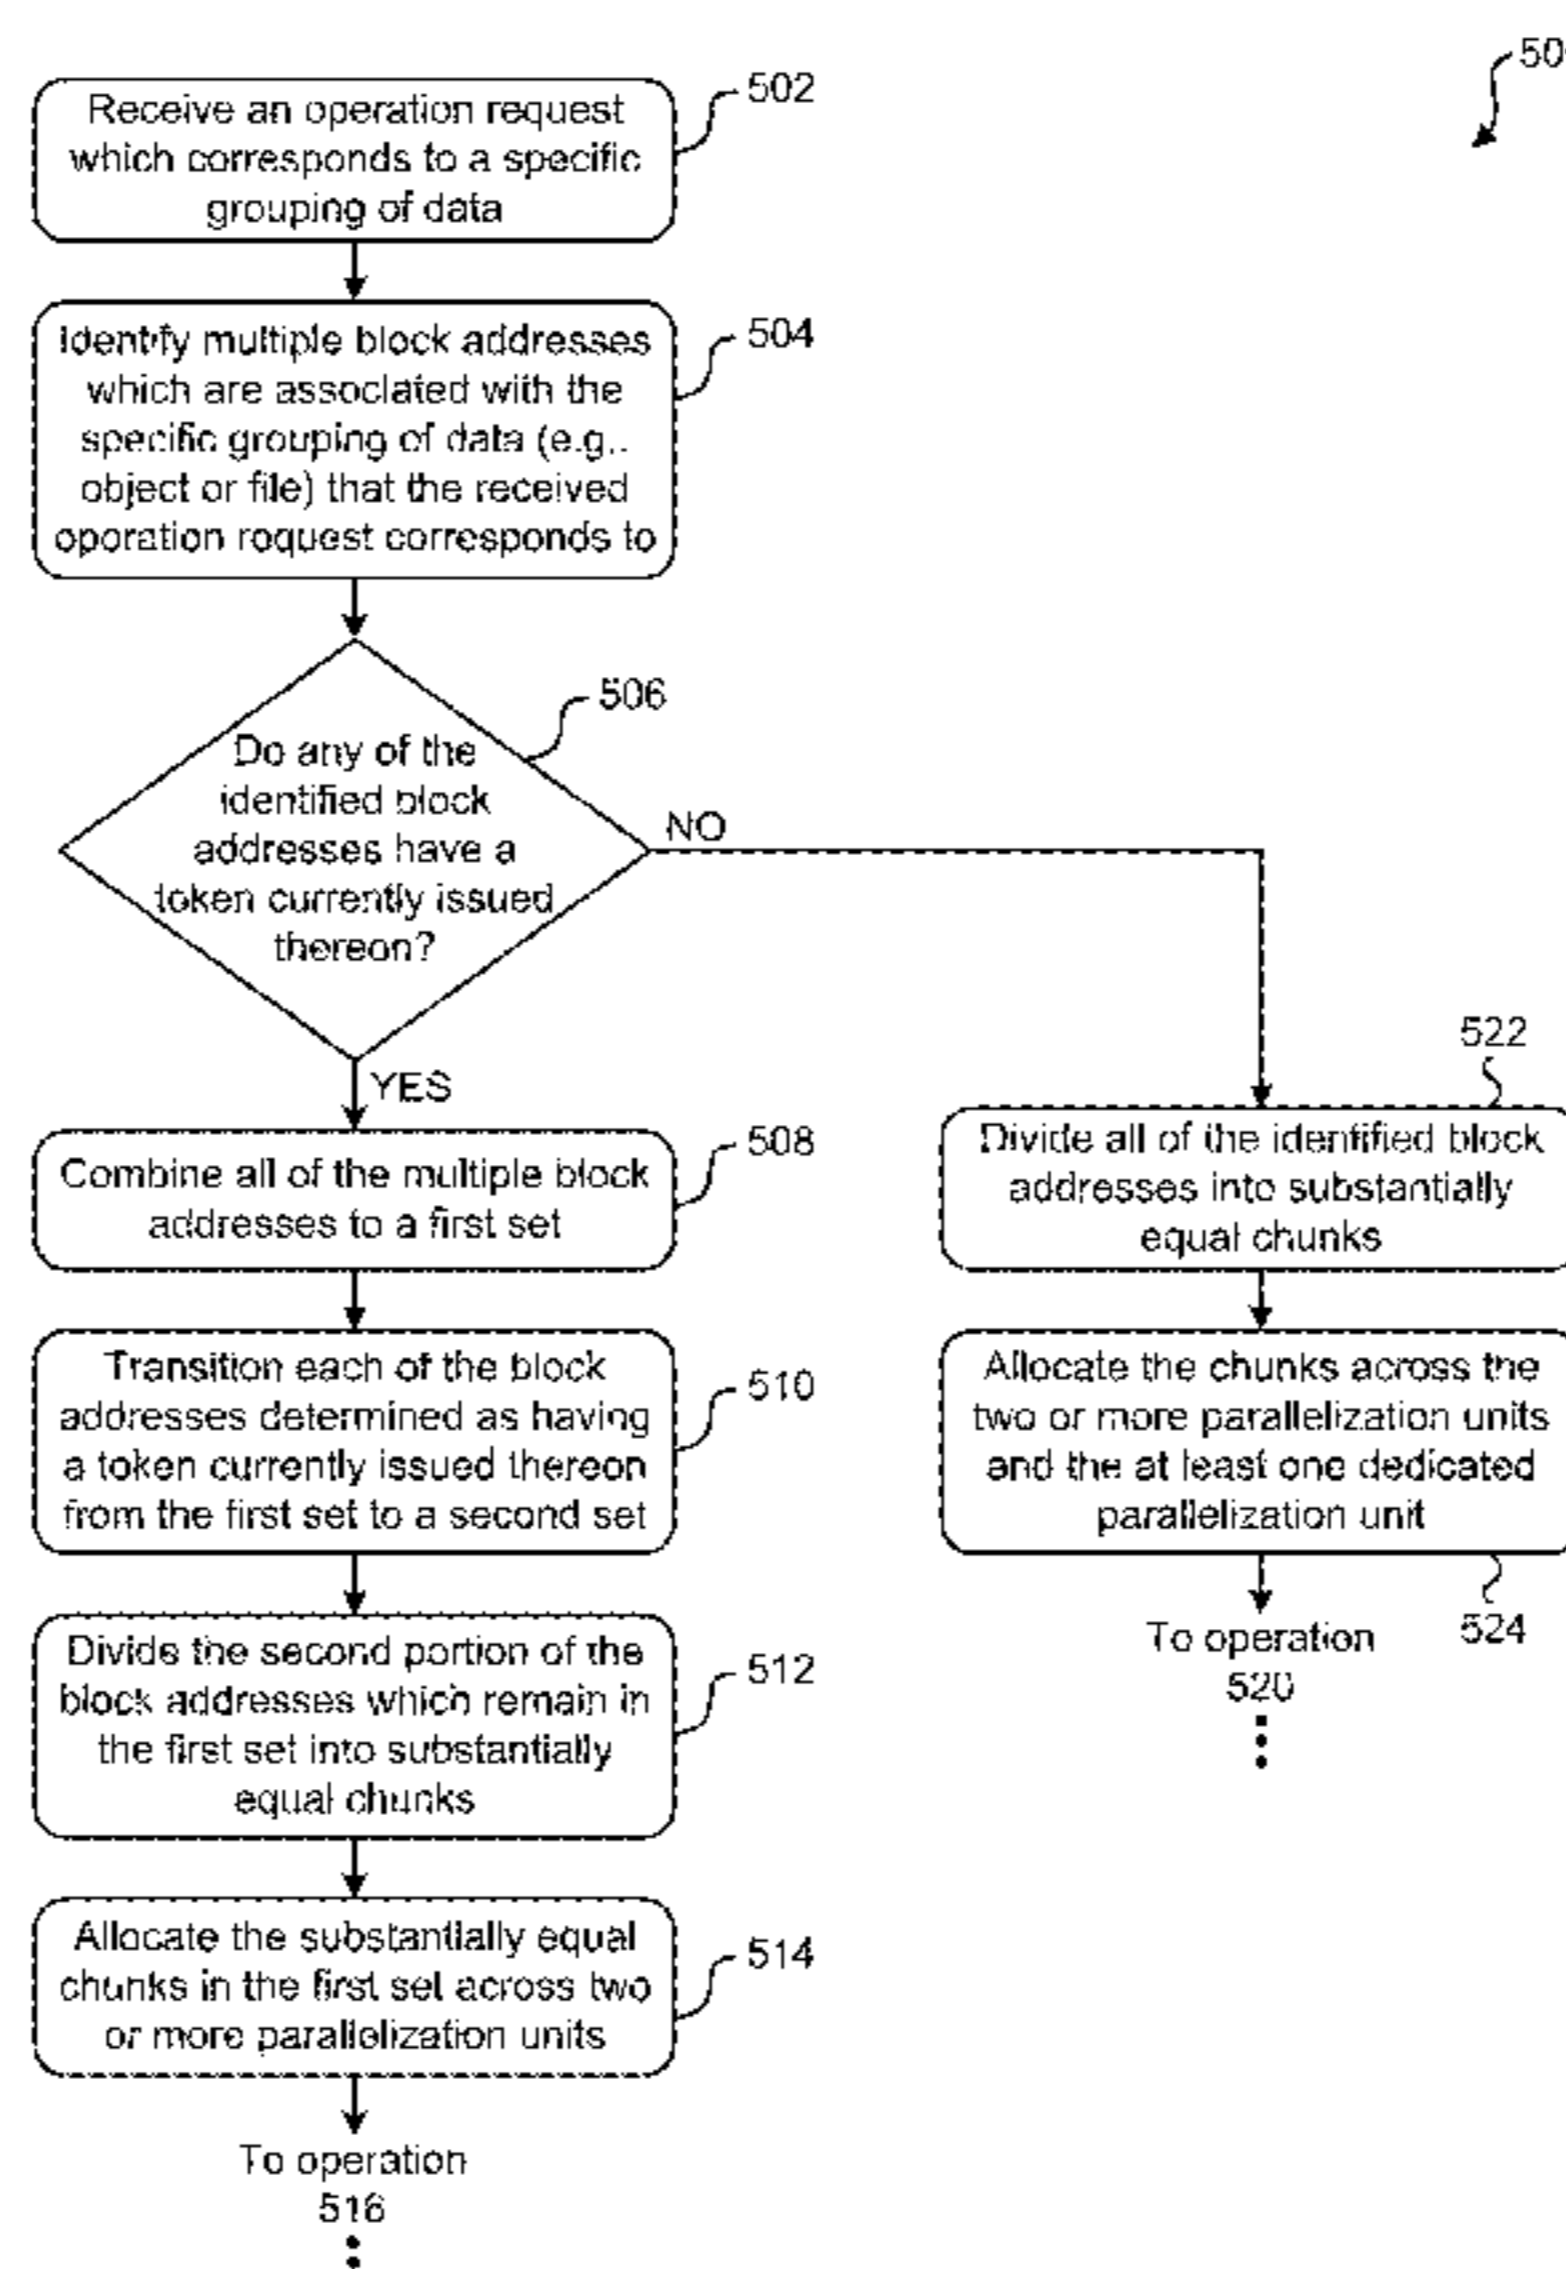 50
Receive an operation request
which corresponds to a specific
grouping of data
502
Identify multiple block addresses
which are associated with the
specific grouping of data (e.g.,
object or file) that the received
operation request corresponds to
504
Do any of the
identified block
addresses have a
token currently issued
thereon?
506
NO
YES
Combine all of the multiple block
addresses to a first set
508
Transition each of the block
addresses determined as having
a token currently issued thereon
from the first set to a second set
510
Divide the second portion of the
block addresses which remain in
the first set into substantially
equal chunks
512
Allocate the substantially equal
chunks in the first set across two
or more parallelization units
514
To operation
516
522
Divide all of the identified block
addresses into substantially
equal chunks
Allocate the chunks across the
two or more parallelization units
and the at least one dedicated
parallelization unit
524
To operation
520